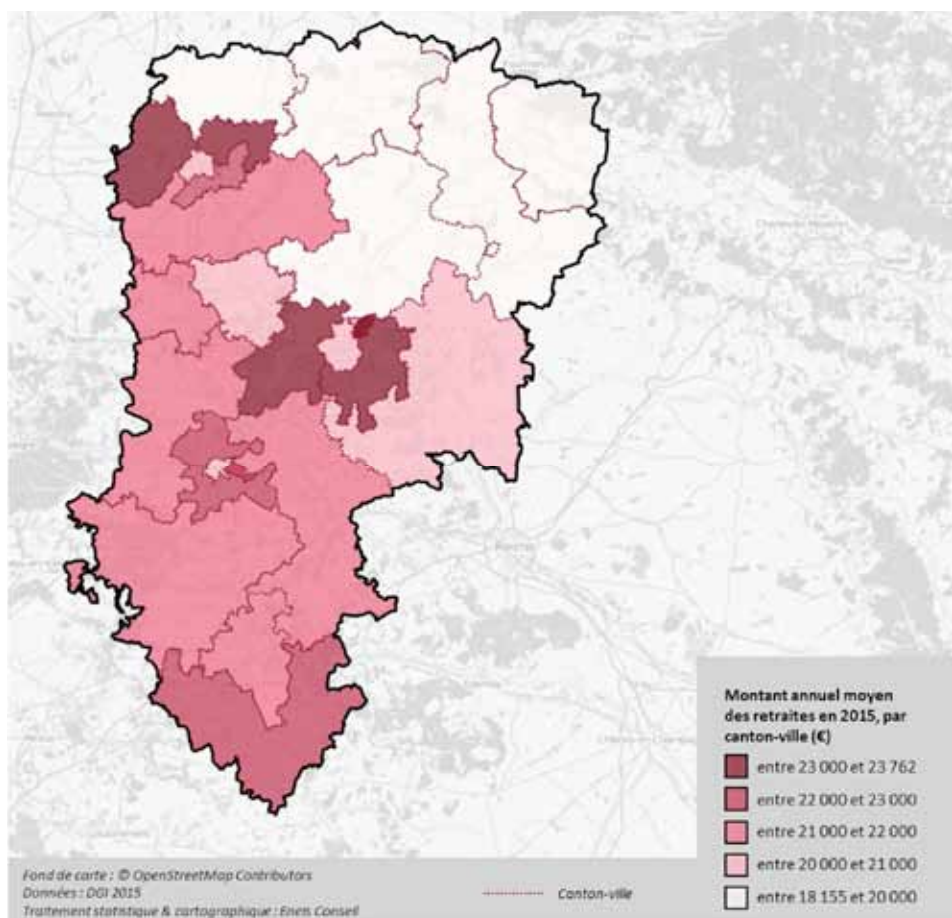 Montant annuel moyen
des retraites en 2015, par
canton-ville (€)
entre 23 000 et 23 762
entre 22 000 et 23 000
entre 21 000 et 22 000
entre 20 000 et 21 000
entre 18 155 et 20 000
Fond de carte : © OpenStreetMap Contributors
Données : DGI 2015
Traitement statistique & cartographique : Eneis Conseil
Canton-ville